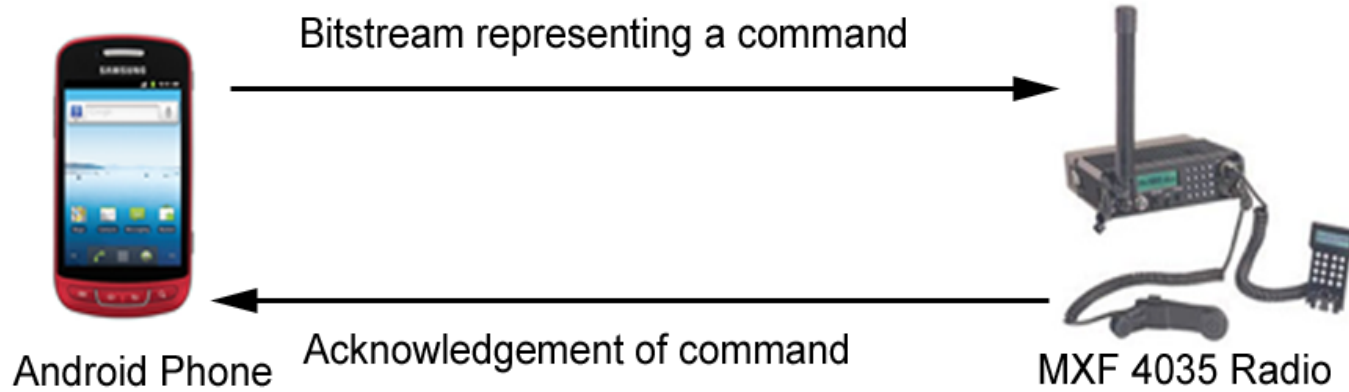 Bitstream representing a command
SAMSUNG
Android Phone
Acknowledgement of command
MXF 4035 Radio